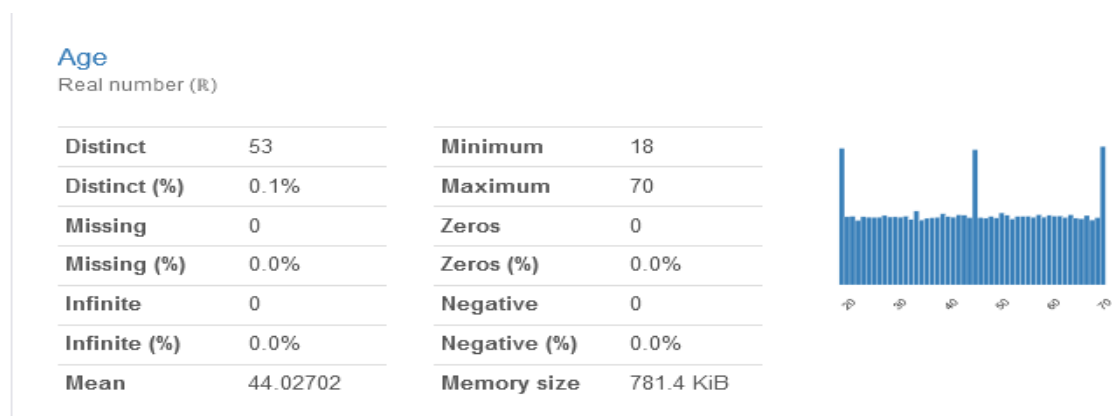 Age
Real number (ℝ)
Distinct 53 Minimum 18
Distinct (%) 0.1% Maximum 70
Missing 0 Zeros 0
Missing (%) 0.0% Zeros (%) 0.0%
Infinite 0 Negative 0
Infinite (%) 0.0% Negative (%) 0.0%
Mean 44.02702 Memory size 781.4 KiB
20 30 40 50 60 70